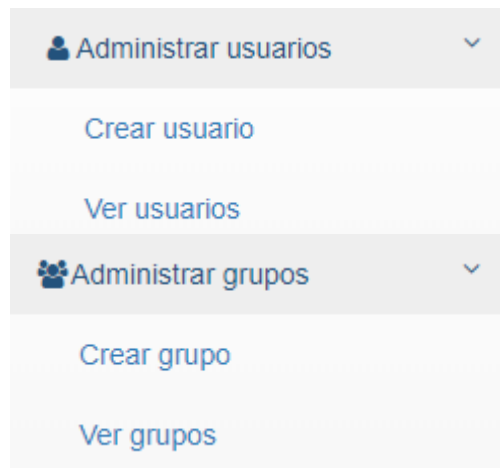 Administrar usuarios
Crear usuario
Ver usuarios
Administrar grupos
Crear grupo
Ver grupos